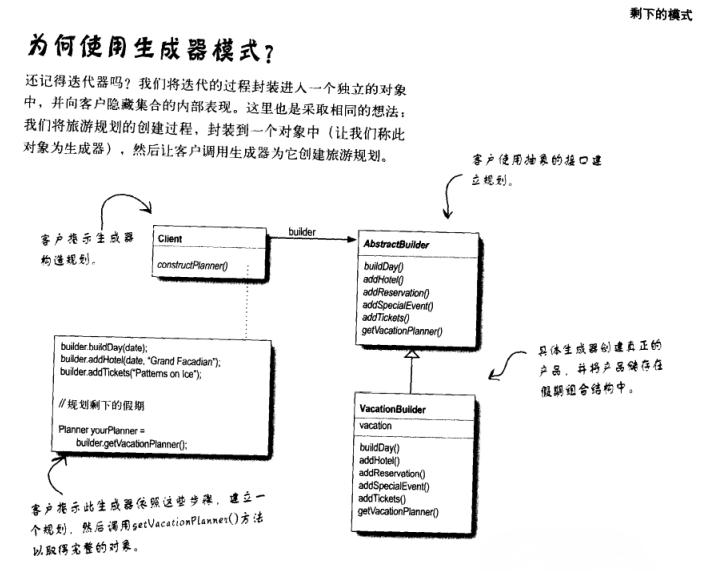 剩下的模式
为何使用生成器模式?
还记得迭代器吗？我们将迭代的过程封装进入一个独立的对象
中，并向客户隐藏集合的内部表现。这里也是采取相同的想法：
我们将旅游规划的创建过程，封装到一个对象中（让我们称此
对象为生成器），然后让客户调用生成器为它创建旅游规划。
客户使用抽象的接口建
立规划。
客户指示生成器
构造规划。
Client
constructPlanner()
builder
AbstractBuilder
buildDay()
addHotel()
addReservation()
addSpecialEvent()
addTickets()
getVacationPlanner()
builder.buildDay(date);
builder.addHotel(date, "Grand Facadian");
builder.addTickets("Patterns on Ice");
//规划剩下的假期
Planner yourPlanner =
builder.getVacationPlanner();
具体生成器创建真正的
产品，并将产品储存在
假期组合结构中。
VacationBuilder
vacation
buildDay()
addHotel()
addReservation()
addSpecialEvent()
addTickets()
getVacationPlanner()
客户指示此生成器依照这些步骤，建立一
个规划，然后调用getVacationPlanner()方法
以取得完整的对象。